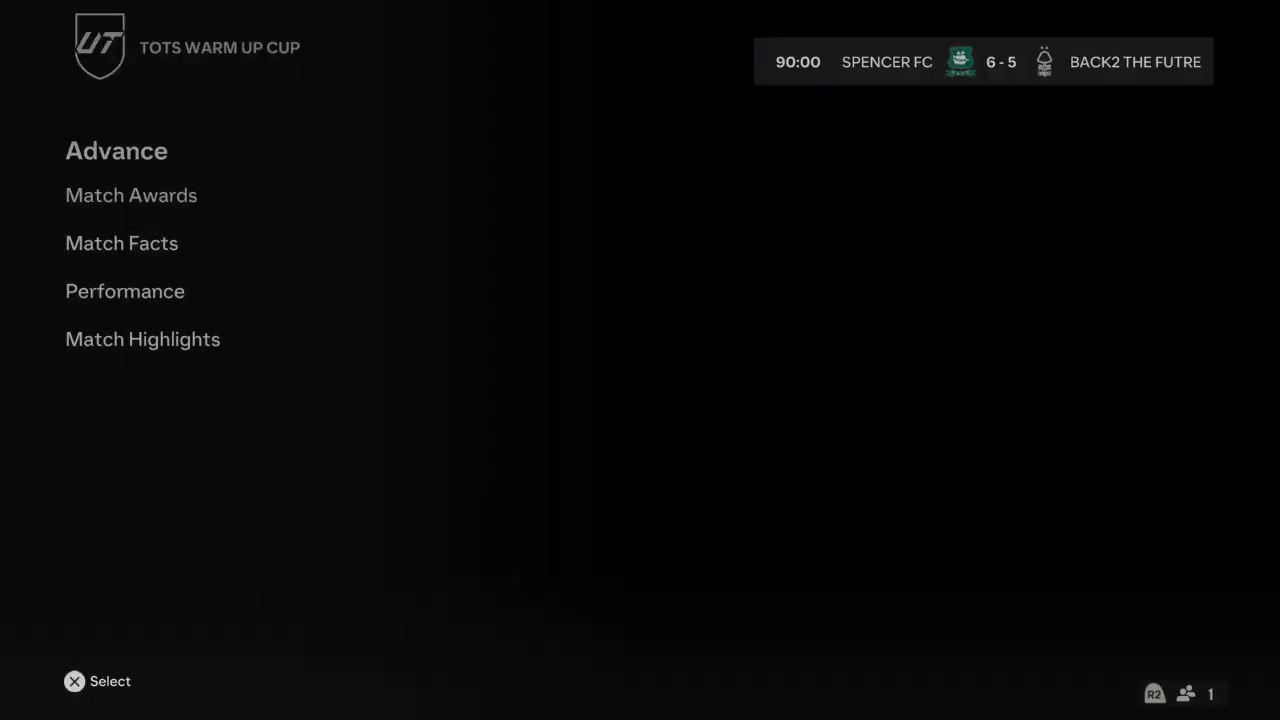 UT TOTS WARM UP CUP
90:00 SPENCER FC 6 - 5 BACK2 THE FUTRE
Advance
Match Awards
Match Facts
Performance
Match Highlights
Select
R2 1